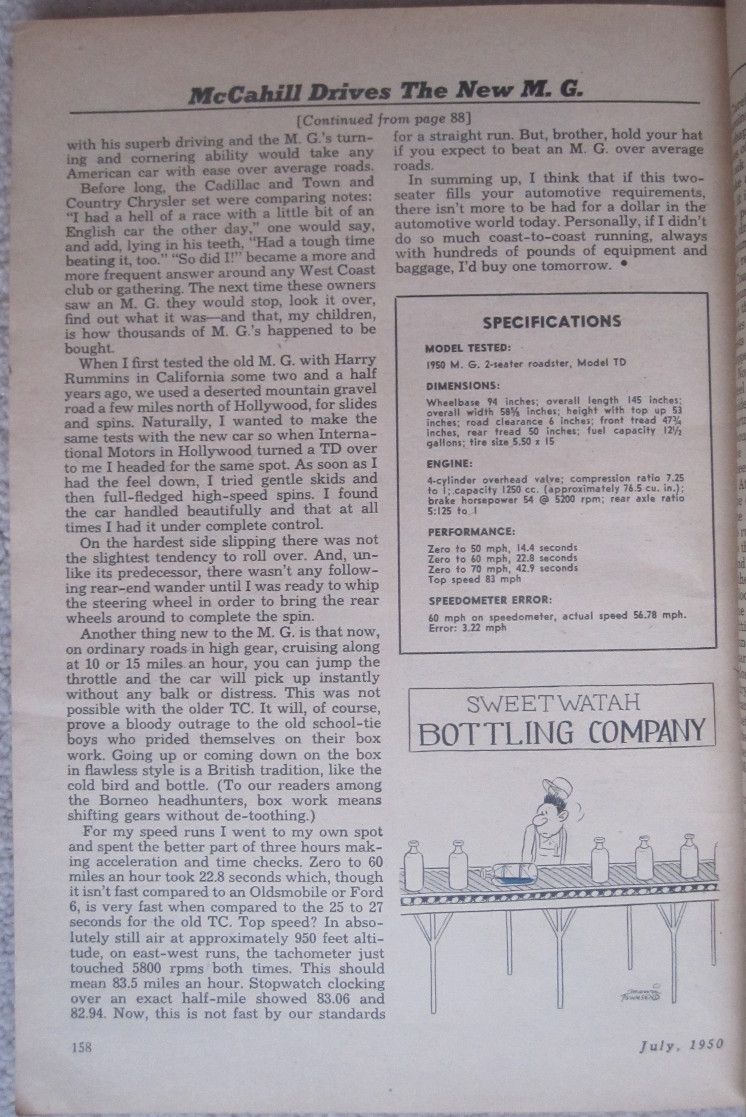 McCahill Drives The New M. G.
[Continued from page 88]
with his superb driving and the M. G.'s turn-
ing and cornering ability would take any
American car with ease over average roads.
Before long, the Cadillac and Town and
Country Chrysler set were comparing notes:
"I had a hell of a race with a little bit of an
English car the other day," one would say,
and add, lying in his teeth, "Had a tough time
beating it, too." "So did I!" became a more and
more frequent answer around any West Coast
club or gathering. The next time these owners
saw an M. G. they would stop, look it over,
find out what it was—and that, my children,
is how thousands of M. G.'s happened to be
bought.
When I first tested the old M. G. with Harry
Rummins in California some two and a half
years ago, we used a deserted mountain gravel
road a few miles north of Hollywood, for slides
and spins. Naturally, I wanted to make the
same tests with the new car so when Interna-
tional Motors in Hollywood turned a TD over
to me I headed for the same spot. As soon as I
had the feel down, I tried gentle skids and
then full-fledged high-speed spins. I found
the car handled beautifully and that at all
times I had it under complete control.
On the hardest side slipping there was not
the slightest tendency to roll over. And, un-
like its predecessor, there wasn't any follow-
ing rear-end wander until I was ready to whip
the steering wheel in order to bring the rear
wheels around to complete the spin.
Another thing new to the M. G. is that now,
on ordinary roads in high gear, cruising along
at 10 or 15 miles an hour, you can jump the
throttle and the car will pick up instantly
without any balk or distress. This was not
possible with the older TC. It will, of course,
prove a bloody outrage to the old school-tie
boys who prided themselves on their box
work. Going up or coming down on the box
in flawless style is a British tradition, like the
cold bird and bottle. (To our readers among
the Borneo headhunters, box work means
shifting gears without de-toothing.)
For my speed runs I went to my own spot
and spent the better part of three hours mak-
ing acceleration and time checks. Zero to 60
miles an hour took 22.8 seconds which, though
it isn't fast compared to an Oldsmobile or Ford
6, is very fast when compared to the 25 to 27
seconds for the old TC. Top speed? In abso-
lutely still air at approximately 950 feet alti-
tude, on east-west runs, the tachometer just
touched 5800 rpms both times. This should
mean 83.5 miles an hour. Stopwatch clocking
over an exact half-mile showed 83.06 and
82.94. Now, this is not fast by our standards
for a straight run. But, brother, hold your hat
if you expect to beat an M. G. over average
roads.
In summing up, I think that if this two-
seater fills your automotive requirements,
there isn't more to be had for a dollar in the
automotive world today. Personally, if I didn't
do so much coast-to-coast running, always
with hundreds of pounds of equipment and
baggage, I'd buy one tomorrow. •
SPECIFICATIONS
MODEL TESTED:
1950 M. G. 2-seater roadster, Model TD
DIMENSIONS:
Wheelbase 94 inches; overall length 145 inches;
overall width 58⅝ inches; height with top up 53
inches; road clearance 6 inches; front tread 47¾
inches, rear tread 50 inches; fuel capacity 12½
gallons; tire size 5.50 x 15
ENGINE:
4-cylinder overhead valve; compression ratio 7.25
to 1; capacity 1250 cc. (approximately 76.5 cu. in.);
brake horsepower 54 @ 5200 rpm; rear axle ratio
5:125 to 1
PERFORMANCE:
Zero to 50 mph, 14.4 seconds
Zero to 60 mph, 22.8 seconds
Zero to 70 mph, 42.9 seconds
Top speed 83 mph
SPEEDOMETER ERROR:
60 mph on speedometer, actual speed 56.78 mph.
Error: 3.22 mph
SWEETWATAH
BOTTLING COMPANY
TOWNSEND
158
July, 1950